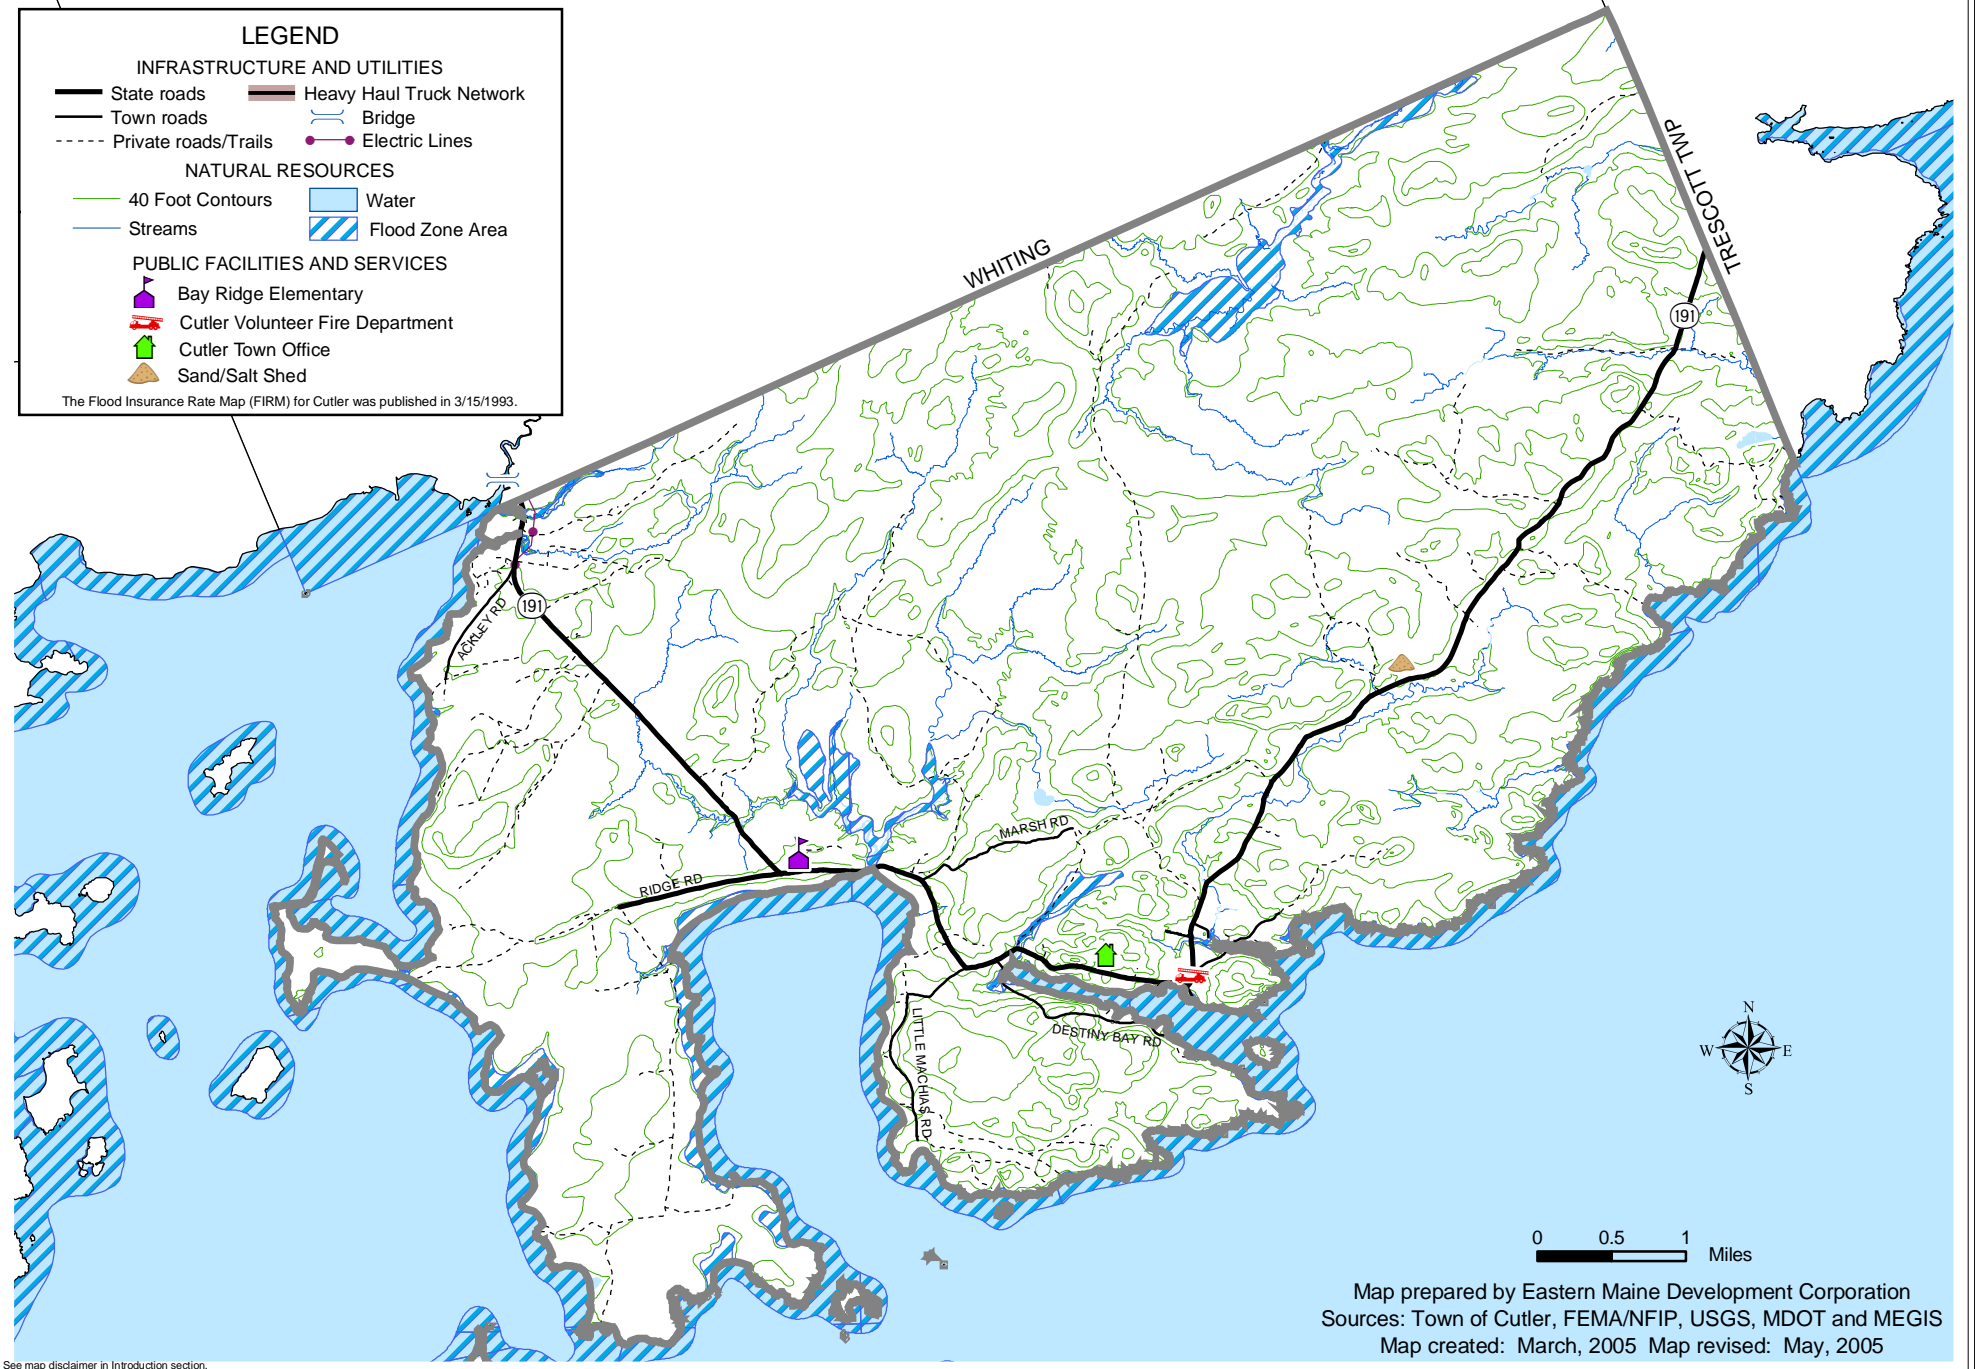 LEGEND
INFRASTRUCTURE AND UTILITIES
State roads
Heavy Haul Truck Network
Town roads
Bridge
Private roads/Trails
Electric Lines
NATURAL RESOURCES
40 Foot Contours
Water
Streams
Flood Zone Area
PUBLIC FACILITIES AND SERVICES
Bay Ridge Elementary
Cutler Volunteer Fire Department
Cutler Town Office
Sand/Salt Shed
The Flood Insurance Rate Map (FIRM) for Cutler was published in 3/15/1993.
WHITING
TRESCOTT TWP
191
191
ACKLEY RD
RIDGE RD
MARSH RD
LITTLE MACHIAS RD
DESTINY BAY RD
N
W E
S
0 0.5 1
Miles
Map prepared by Eastern Maine Development Corporation
Sources: Town of Cutler, FEMA/NFIP, USGS, MDOT and MEGIS
Map created: March, 2005 Map revised: May, 2005
See map disclaimer in Introduction section.